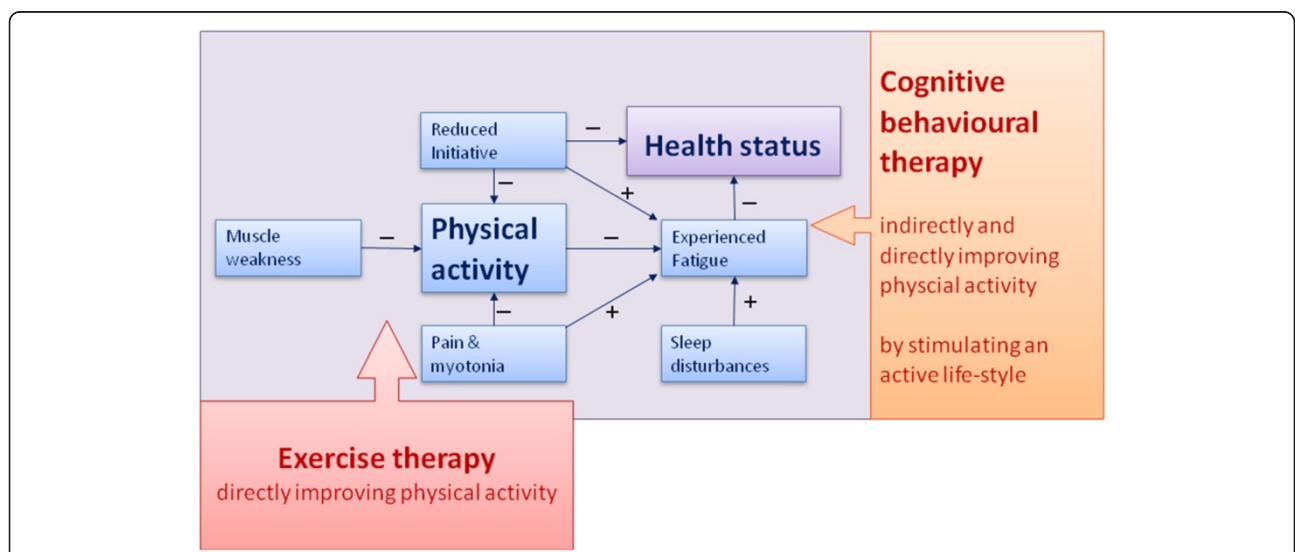 Reduced
Initiative
–
Health status
–
+
–
Muscle
weakness
–
Physical
activity
–
Experienced
Fatigue
–
+
+
Pain &
myotonia
Sleep
disturbances
Exercise therapy
directly improving physical activity
Cognitive
behavioural
therapy
indirectly and
directly improving
physcial activity
by stimulating an
active life-style